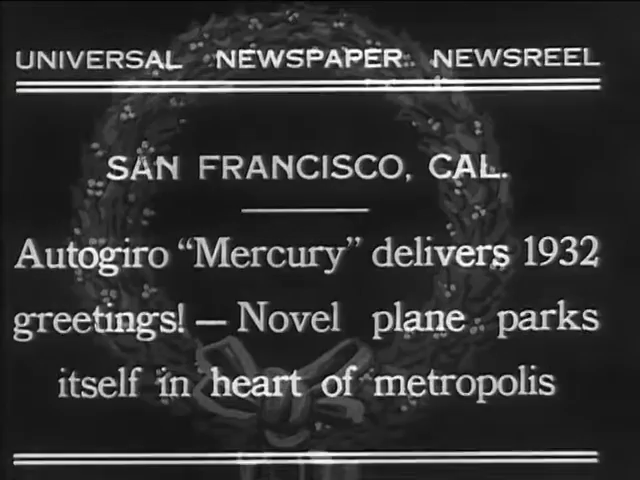 UNIVERSAL NEWSPAPER NEWSREEL
SAN FRANCISCO, CAL.
Autogiro “Mercury” delivers 1932
greetings! — Novel plane parks
itself in heart of metropolis